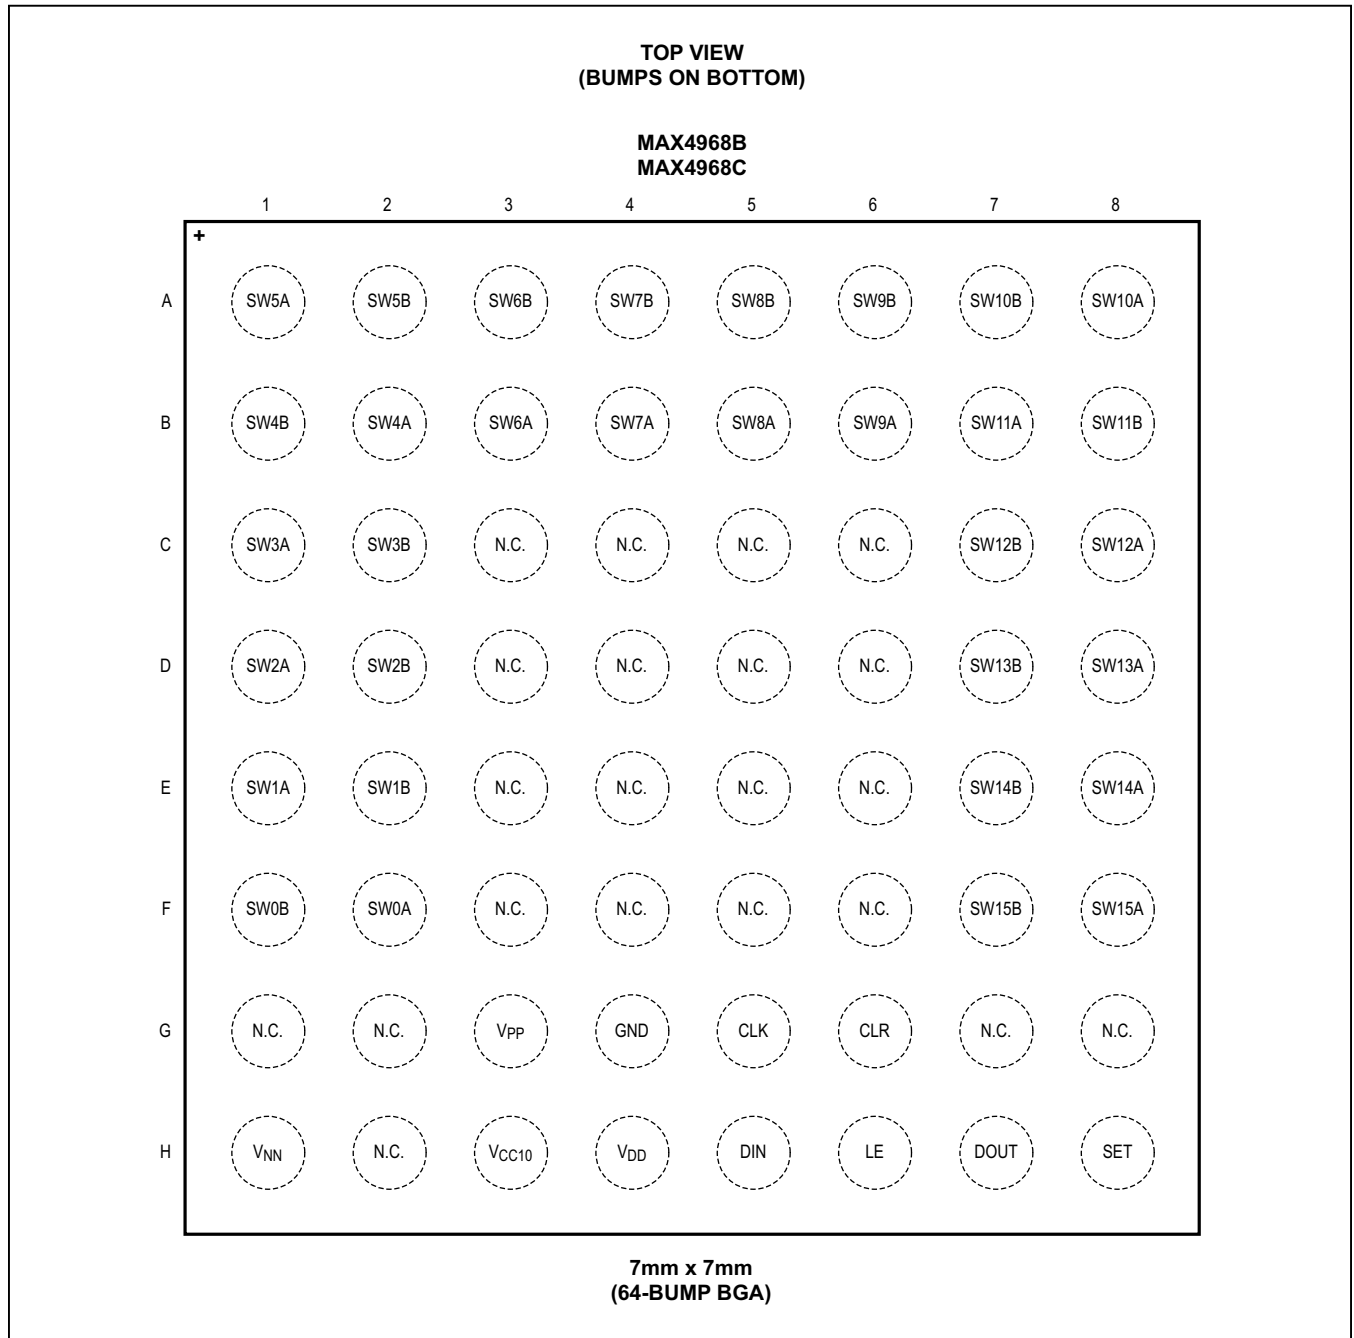 TOP VIEW
(BUMPS ON BOTTOM)
MAX4968B
MAX4968C
1 2 3 4 5 6 7 8
+
A SW5A SW5B SW6B SW7B SW8B SW9B SW10B SW10A
B SW4B SW4A SW6A SW7A SW8A SW9A SW11A SW11B
C SW3A SW3B N.C. N.C. N.C. N.C. SW12B SW12A
D SW2A SW2B N.C. N.C. N.C. N.C. SW13B SW13A
E SW1A SW1B N.C. N.C. N.C. N.C. SW14B SW14A
F SW0B SW0A N.C. N.C. N.C. N.C. SW15B SW15A
G N.C. N.C. VPP GND CLK CLR N.C. N.C.
H VNN N.C. VCC10 VDD DIN LE DOUT SET
7mm x 7mm
(64-BUMP BGA)